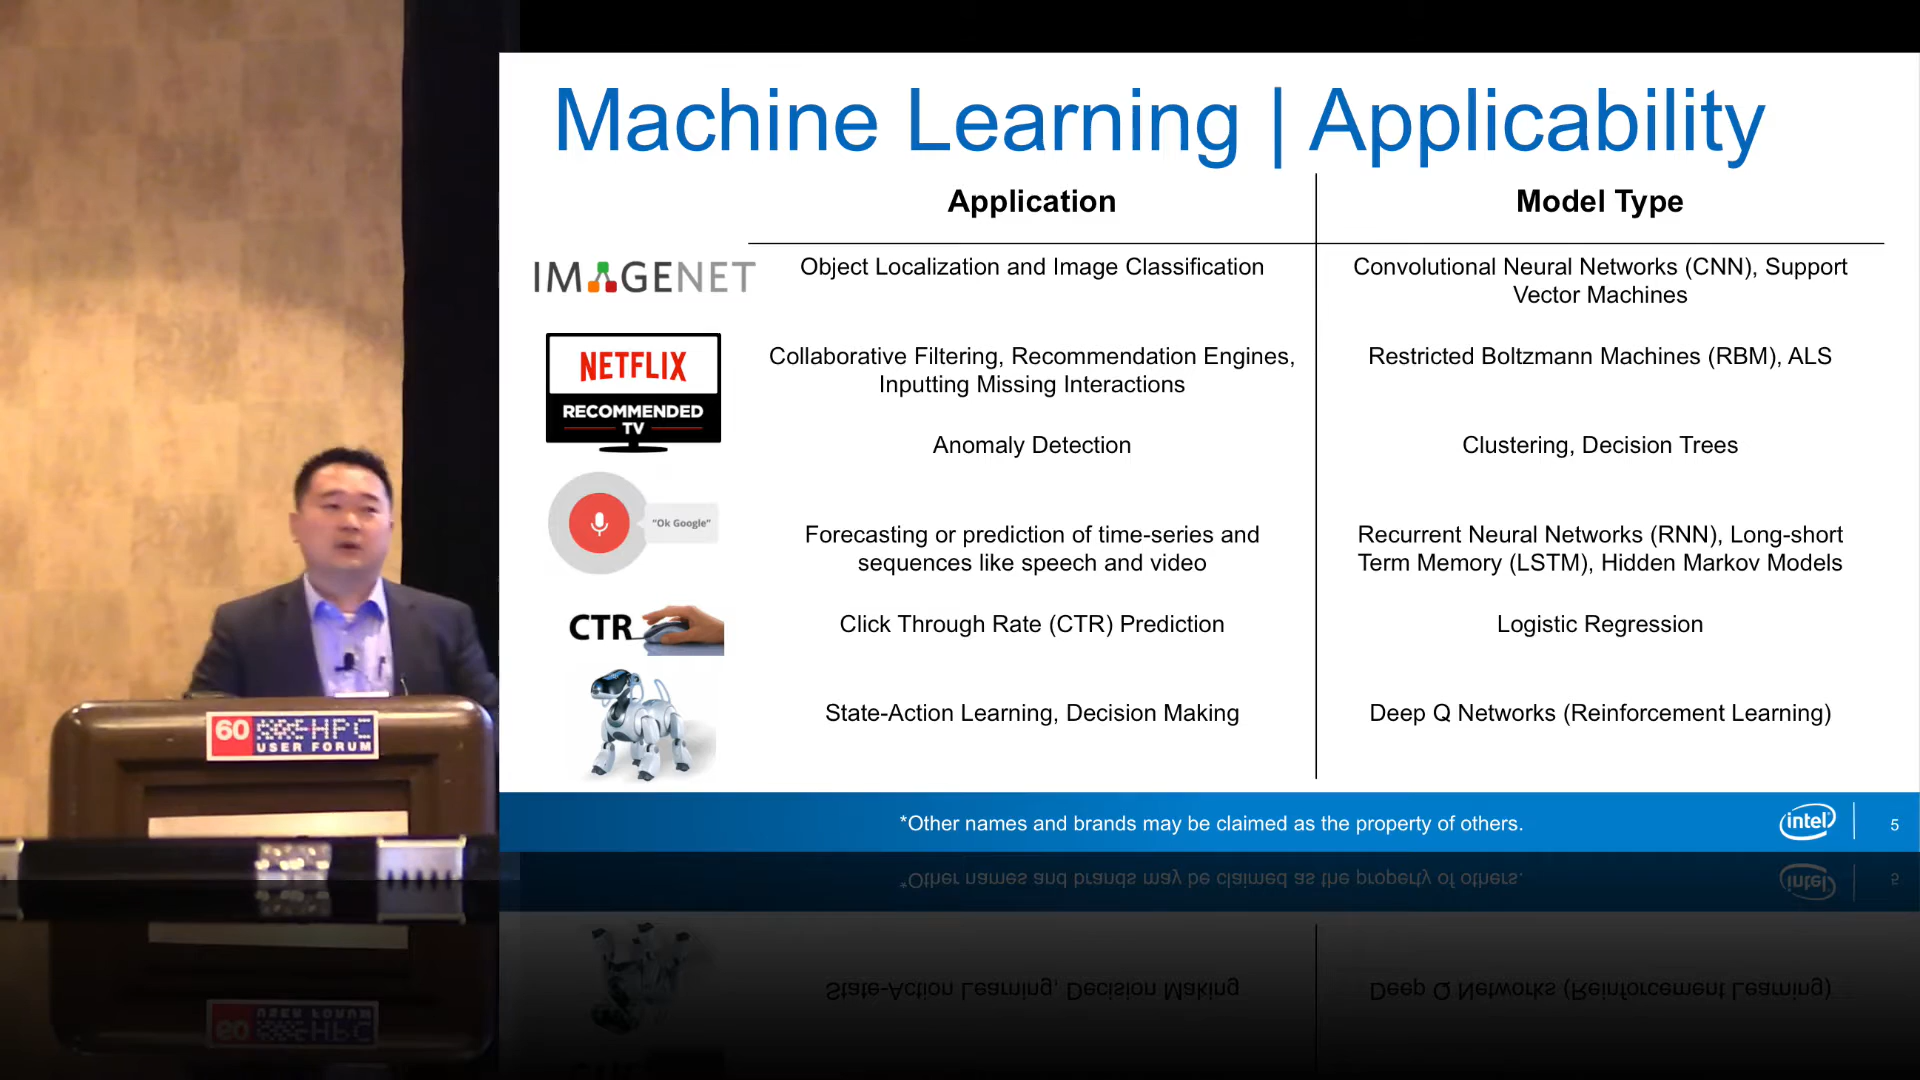 Machine Learning | Applicability
Application
Model Type
IMAGENET
Object Localization and Image Classification
Convolutional Neural Networks (CNN), Support
Vector Machines
NETFLIX
RECOMMENDED
TV
Collaborative Filtering, Recommendation Engines,
Inputting Missing Interactions
Restricted Boltzmann Machines (RBM), ALS
Anomaly Detection
Clustering, Decision Trees
"Ok Google"
Forecasting or prediction of time-series and
sequences like speech and video
Recurrent Neural Networks (RNN), Long-short
Term Memory (LSTM), Hidden Markov Models
CTR
Click Through Rate (CTR) Prediction
Logistic Regression
State-Action Learning, Decision Making
Deep Q Networks (Reinforcement Learning)
*Other names and brands may be claimed as the property of others.
intel
5
60 HPC
USER FORUM